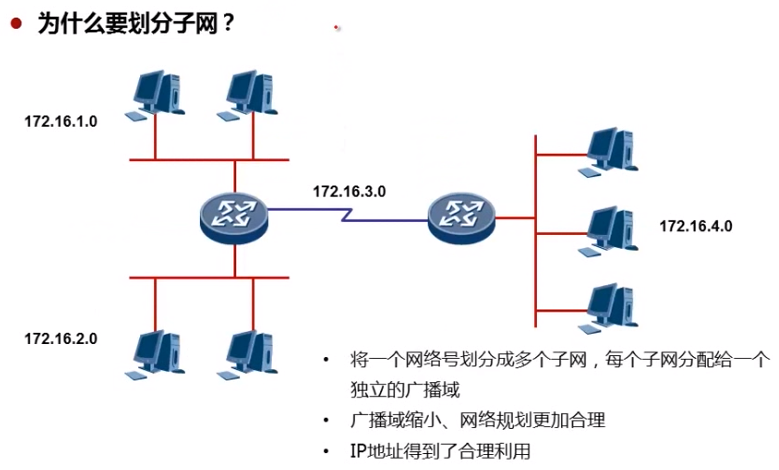 为什么要划分子网？
172.16.1.0
172.16.3.0
172.16.4.0
172.16.2.0
• 将一个网络号划分成多个子网，每个子网分配给一个
独立的广播域
• 广播域缩小、网络规划更加合理
• IP地址得到了合理利用